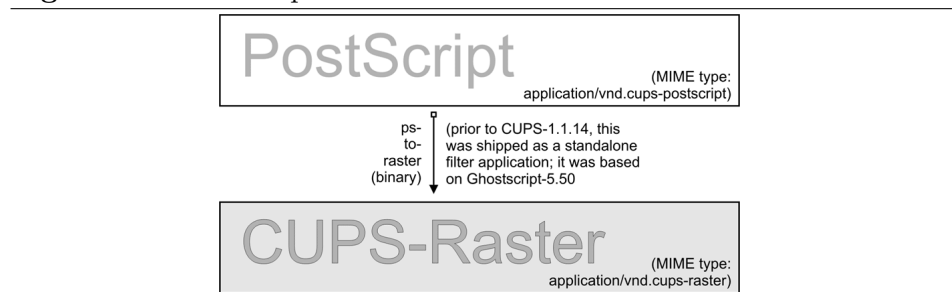 PostScript
(MIME type:
application/vnd.cups-postscript)
ps-
to-
raster
(binary)
(prior to CUPS-1.1.14, this
was shipped as a standalone
filter application; it was based
on Ghostscript-5.50
CUPS-Raster
(MIME type:
application/vnd.cups-raster)